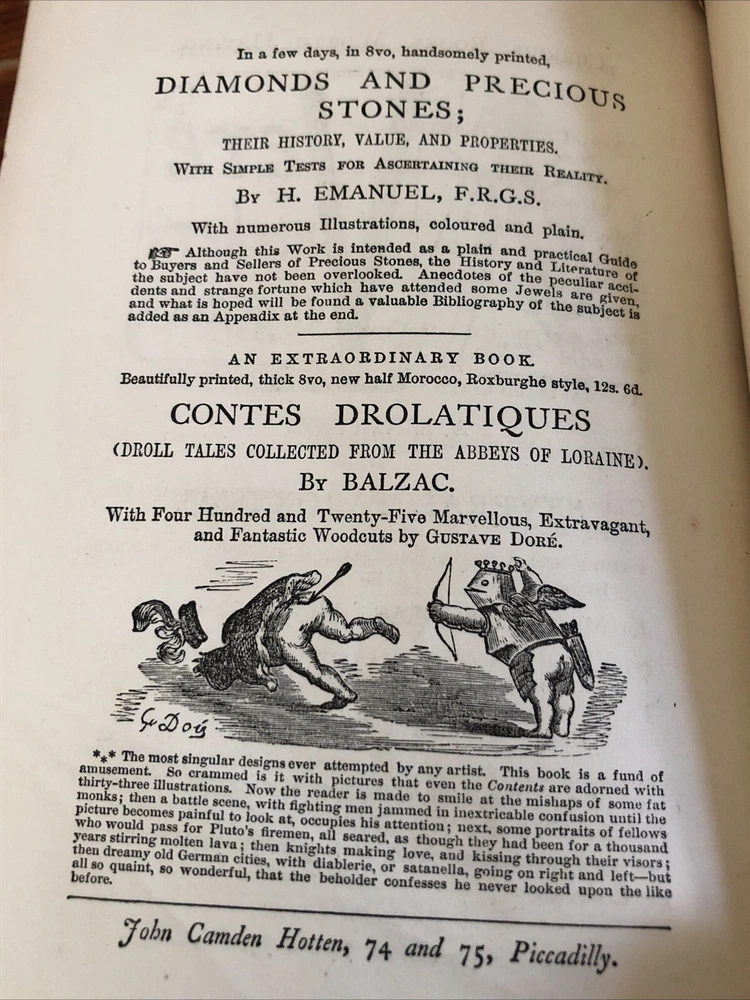 In a few days, in 8vo, handsomely printed,
DIAMONDS AND PRECIOUS
STONES;
THEIR HISTORY, VALUE, AND PROPERTIES.
WITH SIMPLE TESTS FOR ASCERTAINING THEIR REALITY.
BY H. EMANUEL, F.R.G.S.
With numerous Illustrations, coloured and plain.
☞ Although this Work is intended as a plain and practical Guide
to Buyers and Sellers of Precious Stones, the History and Literature of
the subject have not been overlooked. Anecdotes of the peculiar acci-
dents and strange fortune which have attended some Jewels are given,
and what is hoped will be found a valuable Bibliography of the subject is
added as an Appendix at the end.
AN EXTRAORDINARY BOOK.
Beautifully printed, thick 8vo, new half Morocco, Roxburghe style, 12s. 6d.
CONTES DROLATIQUES
(DROLL TALES COLLECTED FROM THE ABBEYS OF LORAINE).
BY BALZAC.
With Four Hundred and Twenty-Five Marvellous, Extravagant,
and Fantastic Woodcuts by GUSTAVE DORÉ.
G. Doré
*** The most singular designs ever attempted by any artist. This book is a fund of
amusement. So crammed is it with pictures that even the Contents are adorned with
thirty-three illustrations. Now the reader is made to smile at the mishaps of some fat
monks; then a battle scene, with fighting men jammed in inextricable confusion until the
picture becomes painful to look at, occupies his attention; next, some portraits of fellows
who would pass for Pluto's firemen, all seared, as though they had been for a thousand
years stirring molten lava; then knights making love, and kissing through their visors;
then dreamy old German cities, with diablerie, or satanella, going on right and left—but
all so quaint, so wonderful, that the beholder confesses he never looked upon the like
before.
John Camden Hotten, 74 and 75, Piccadilly.